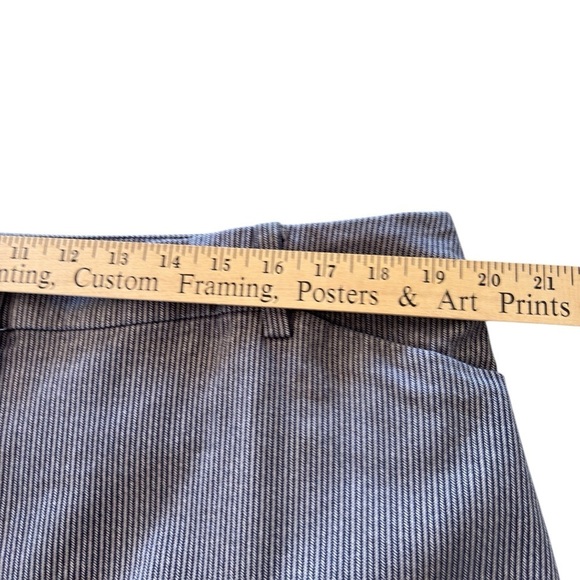 11 12 13 14 15 16 17 18 19 20 21
nting, Custom Framing, Posters & Art Prints